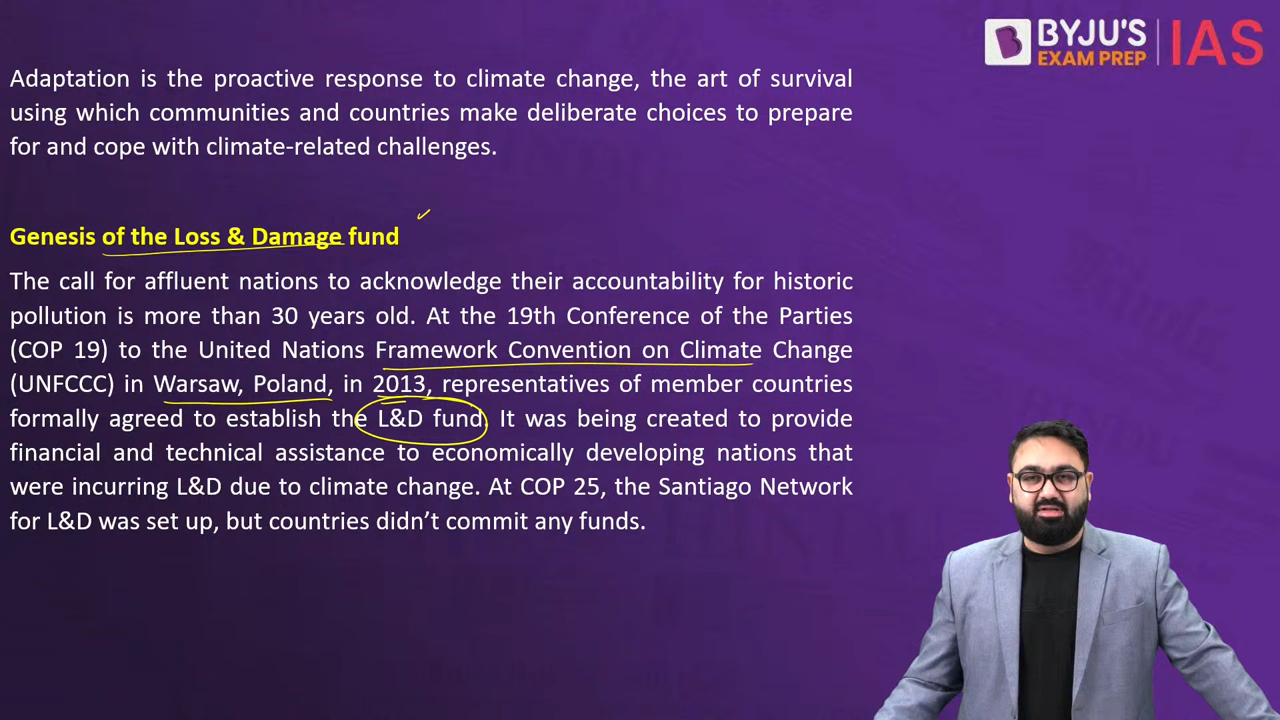 BYJU'S
EXAM PREP
IAS
Adaptation is the proactive response to climate change, the art of survival
using which communities and countries make deliberate choices to prepare
for and cope with climate-related challenges.
Genesis of the Loss & Damage fund
The call for affluent nations to acknowledge their accountability for historic
pollution is more than 30 years old. At the 19th Conference of the Parties
(COP 19) to the United Nations Framework Convention on Climate Change
(UNFCCC) in Warsaw, Poland, in 2013, representatives of member countries
formally agreed to establish the L&D fund. It was being created to provide
financial and technical assistance to economically developing nations that
were incurring L&D due to climate change. At COP 25, the Santiago Network
for L&D was set up, but countries didn’t commit any funds.